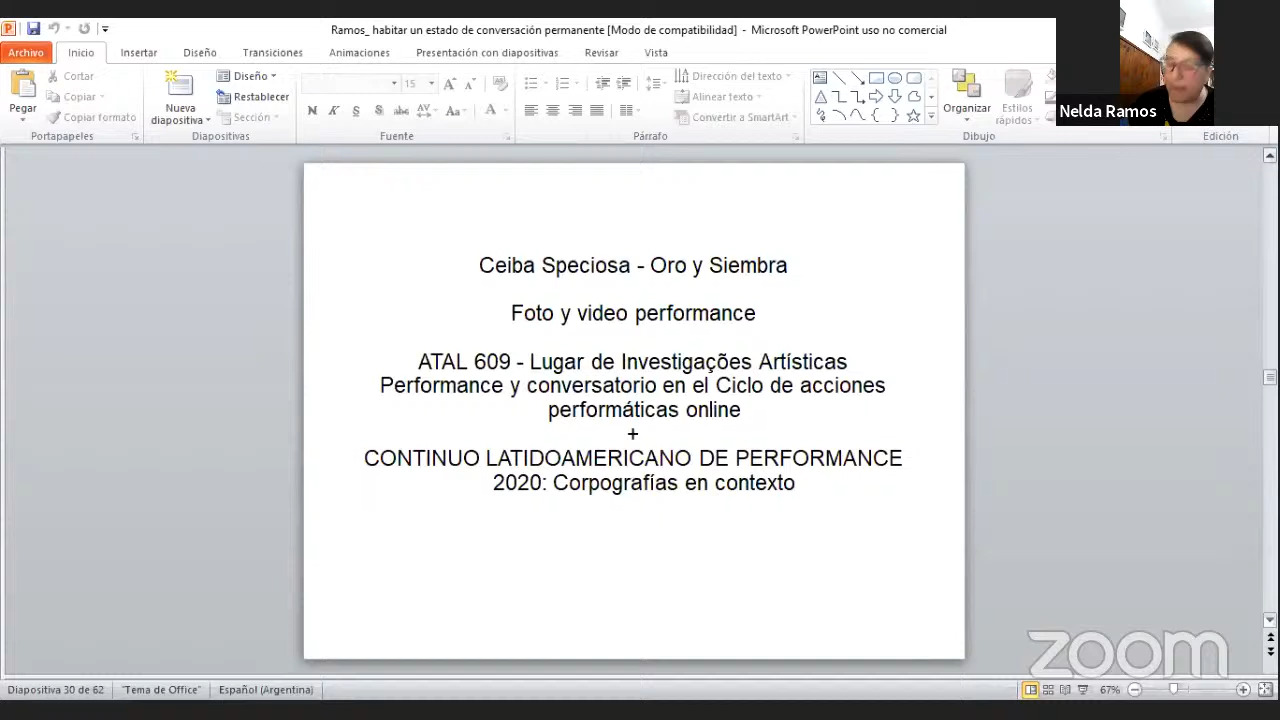 Ramos_ habitar un estado de conversación permanente [Modo de compatibilidad] - Microsoft PowerPoint uso no comercial
Archivo Inicio Insertar Diseño Transiciones Animaciones Presentación con diapositivas Revisar Vista
Pegar
Cortar
Copiar
Copiar formato
Portapapeles
Nueva
diapositiva
Diseño
Restablecer
Sección
Diapositivas
15
N K S S abc AV Aa A
Fuente
Dirección del texto
Alinear texto
Convertir a SmartArt
Párrafo
Organizar
Estilos
rápidos
Dibujo
Edición
Nelda Ramos
Ceiba Speciosa - Oro y Siembra
Foto y video performance
ATAL 609 - Lugar de Investigações Artísticas
Performance y conversatorio en el Ciclo de acciones
performáticas online
+
CONTINUO LATIDOAMERICANO DE PERFORMANCE
2020: Corpografías en contexto
zoom
Diapositiva 30 de 62 "Tema de Office" Español (Argentina) 67%